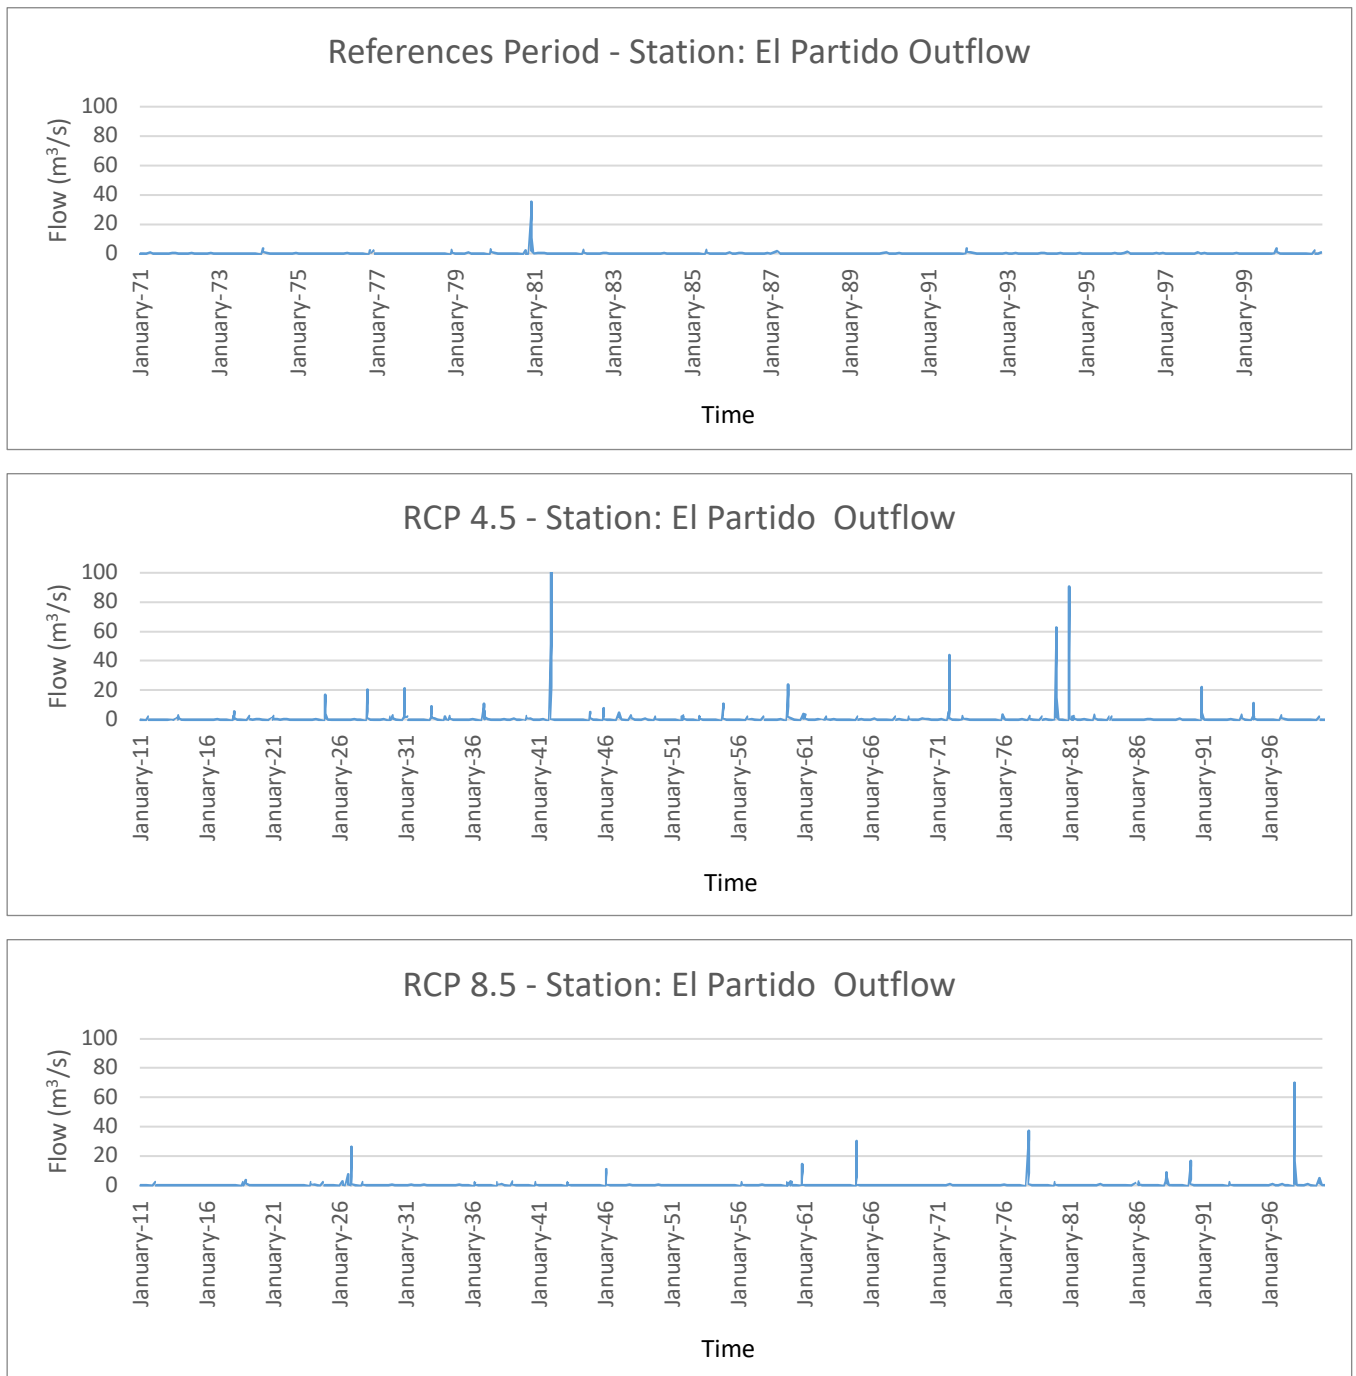 References Period - Station: El Partido Outflow
Flow (m³/s)
100
80
60
40
20
0
January-71
January-73
January-75
January-77
January-79
January-81
January-83
January-85
January-87
January-89
January-91
January-93
January-95
January-97
January-99
Time
RCP 4.5 - Station: El Partido Outflow
Flow (m³/s)
100
80
60
40
20
0
January-11
January-16
January-21
January-26
January-31
January-36
January-41
January-46
January-51
January-56
January-61
January-66
January-71
January-76
January-81
January-86
January-91
January-96
Time
RCP 8.5 - Station: El Partido Outflow
Flow (m³/s)
100
80
60
40
20
0
January-11
January-16
January-21
January-26
January-31
January-36
January-41
January-46
January-51
January-56
January-61
January-66
January-71
January-76
January-81
January-86
January-91
January-96
Time